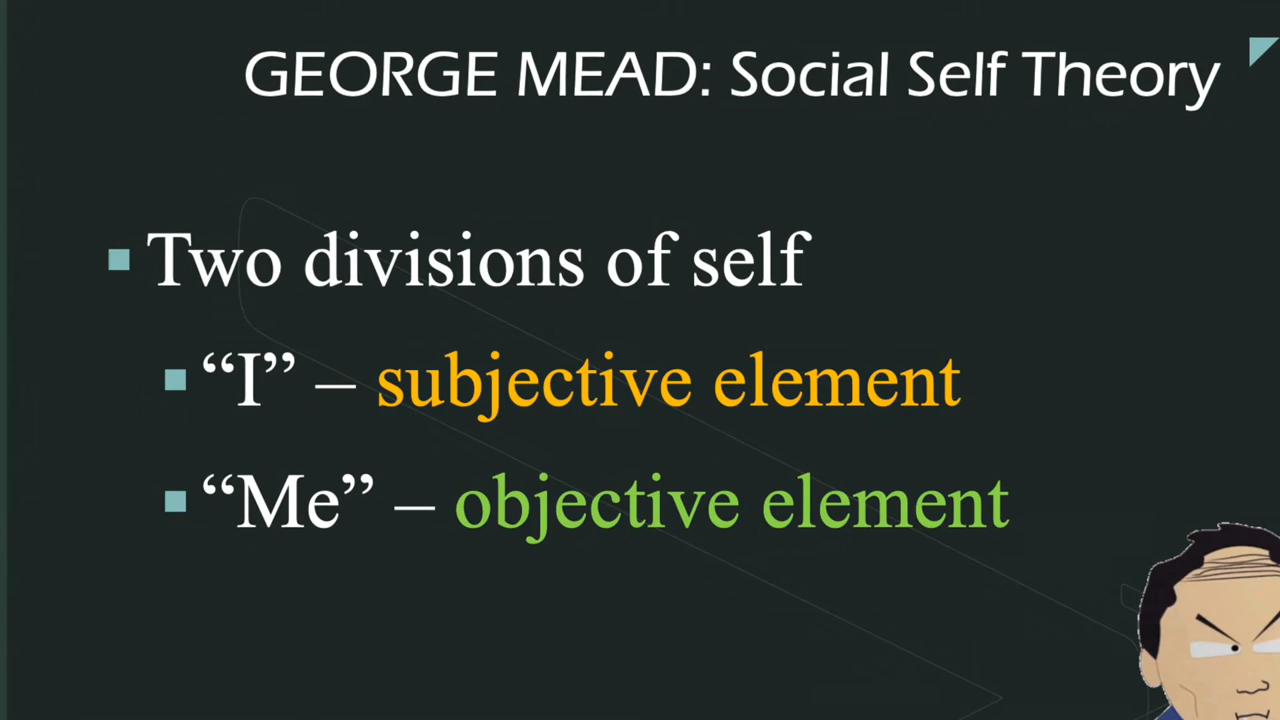 GEORGE MEAD: Social Self Theory
Two divisions of self
“I” – subjective element
“Me” – objective element